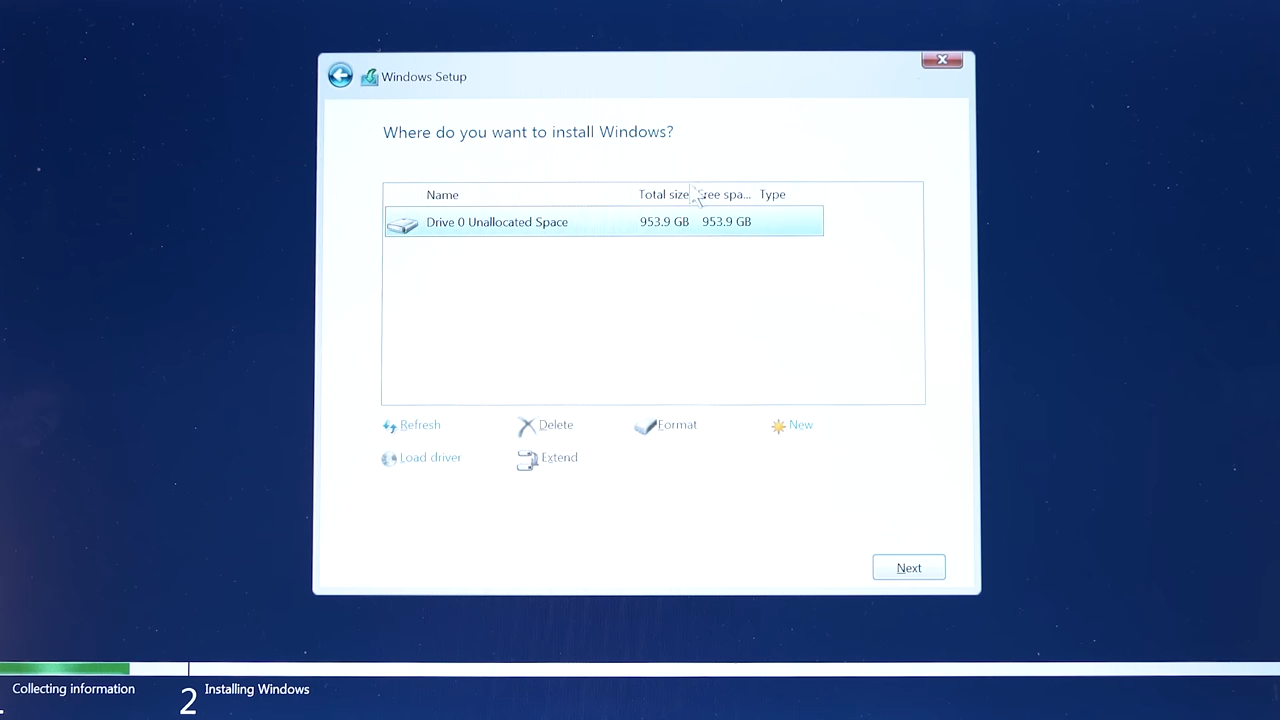 Windows Setup
Where do you want to install Windows?
Name Total size Free spa... Type
Drive 0 Unallocated Space 953.9 GB 953.9 GB
Refresh Delete Format New
Load driver Extend
Next
Collecting information
2 Installing Windows